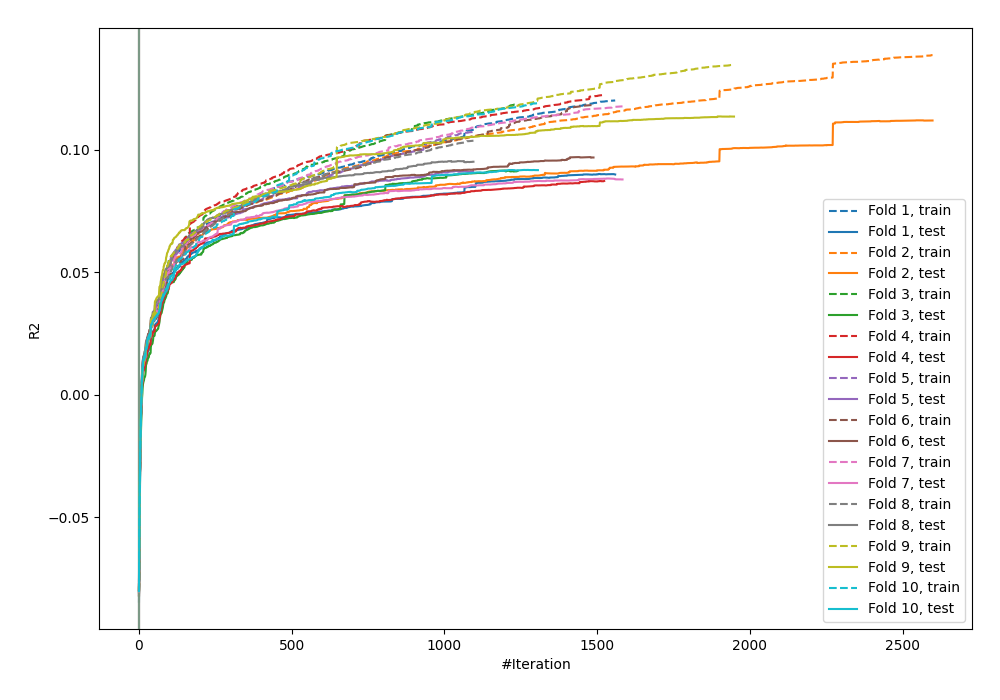 0.10
0.05
0.00
−0.05
R2
0
500
1000
1500
2000
2500
#Iteration
Fold 1, train
Fold 1, test
Fold 2, train
Fold 2, test
Fold 3, train
Fold 3, test
Fold 4, train
Fold 4, test
Fold 5, train
Fold 5, test
Fold 6, train
Fold 6, test
Fold 7, train
Fold 7, test
Fold 8, train
Fold 8, test
Fold 9, train
Fold 9, test
Fold 10, train
Fold 10, test